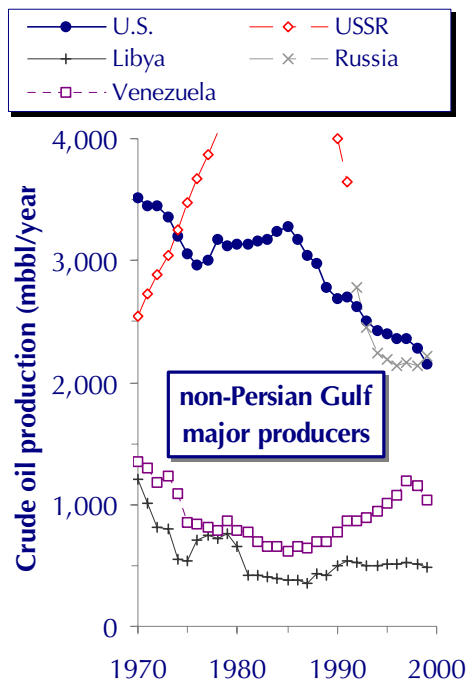 U.S. USSR
Libya Russia
Venezuela
Crude oil production (mbbl/year
4,000
3,000
2,000
1,000
0
non-Persian Gulf
major producers
1970 1980 1990 2000